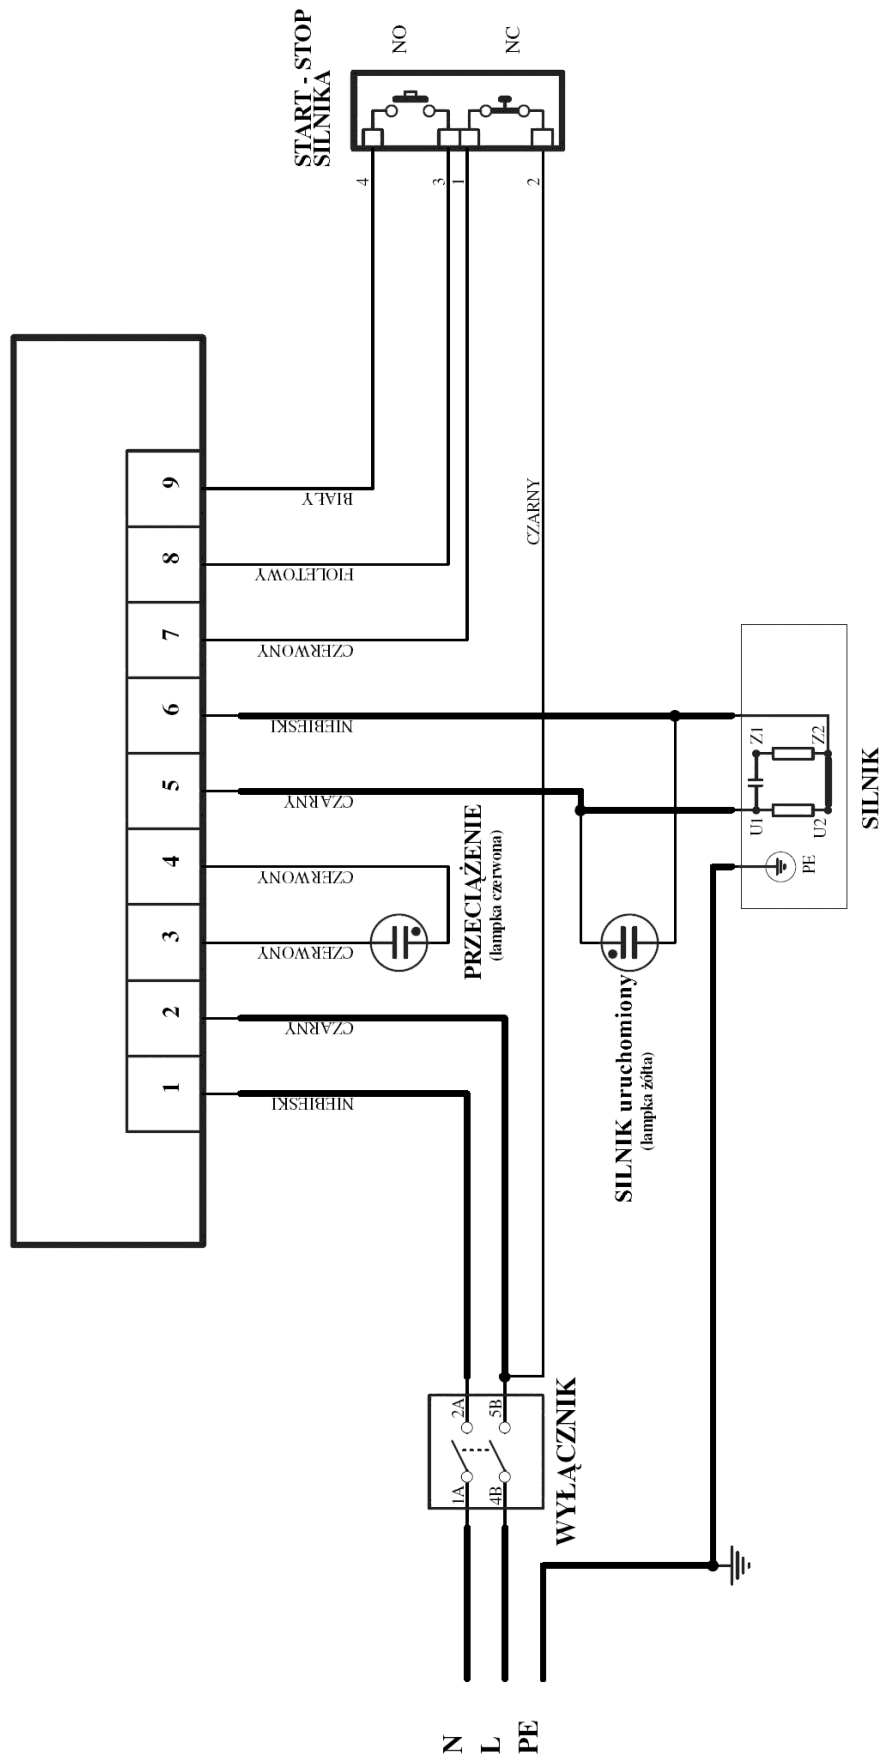 START - STOP
SILNIKA
NO
NC
4
3
1
2
9
8
7
6
5
4
3
2
1
BIAŁY
FIOLETOWY
CZERWONY
NIEBIESKI
CZARNY
CZERWONY
CZERWONY
CZARNY
NIEBIESKI
CZARNY
PRZECIĄŻENIE
(lampka czerwona)
SILNIK uruchomiony
(lampka żółta)
Z1
Z2
U1
U2
PE
SILNIK
2A
5B
1A
4B
WYŁĄCZNIK
N
L
PE